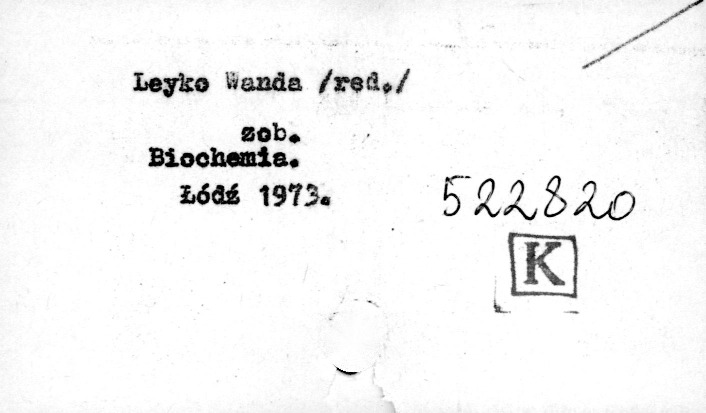 Leyko Wanda /red./
zob.
Biochemia.
Łódź 1973.
522820
K